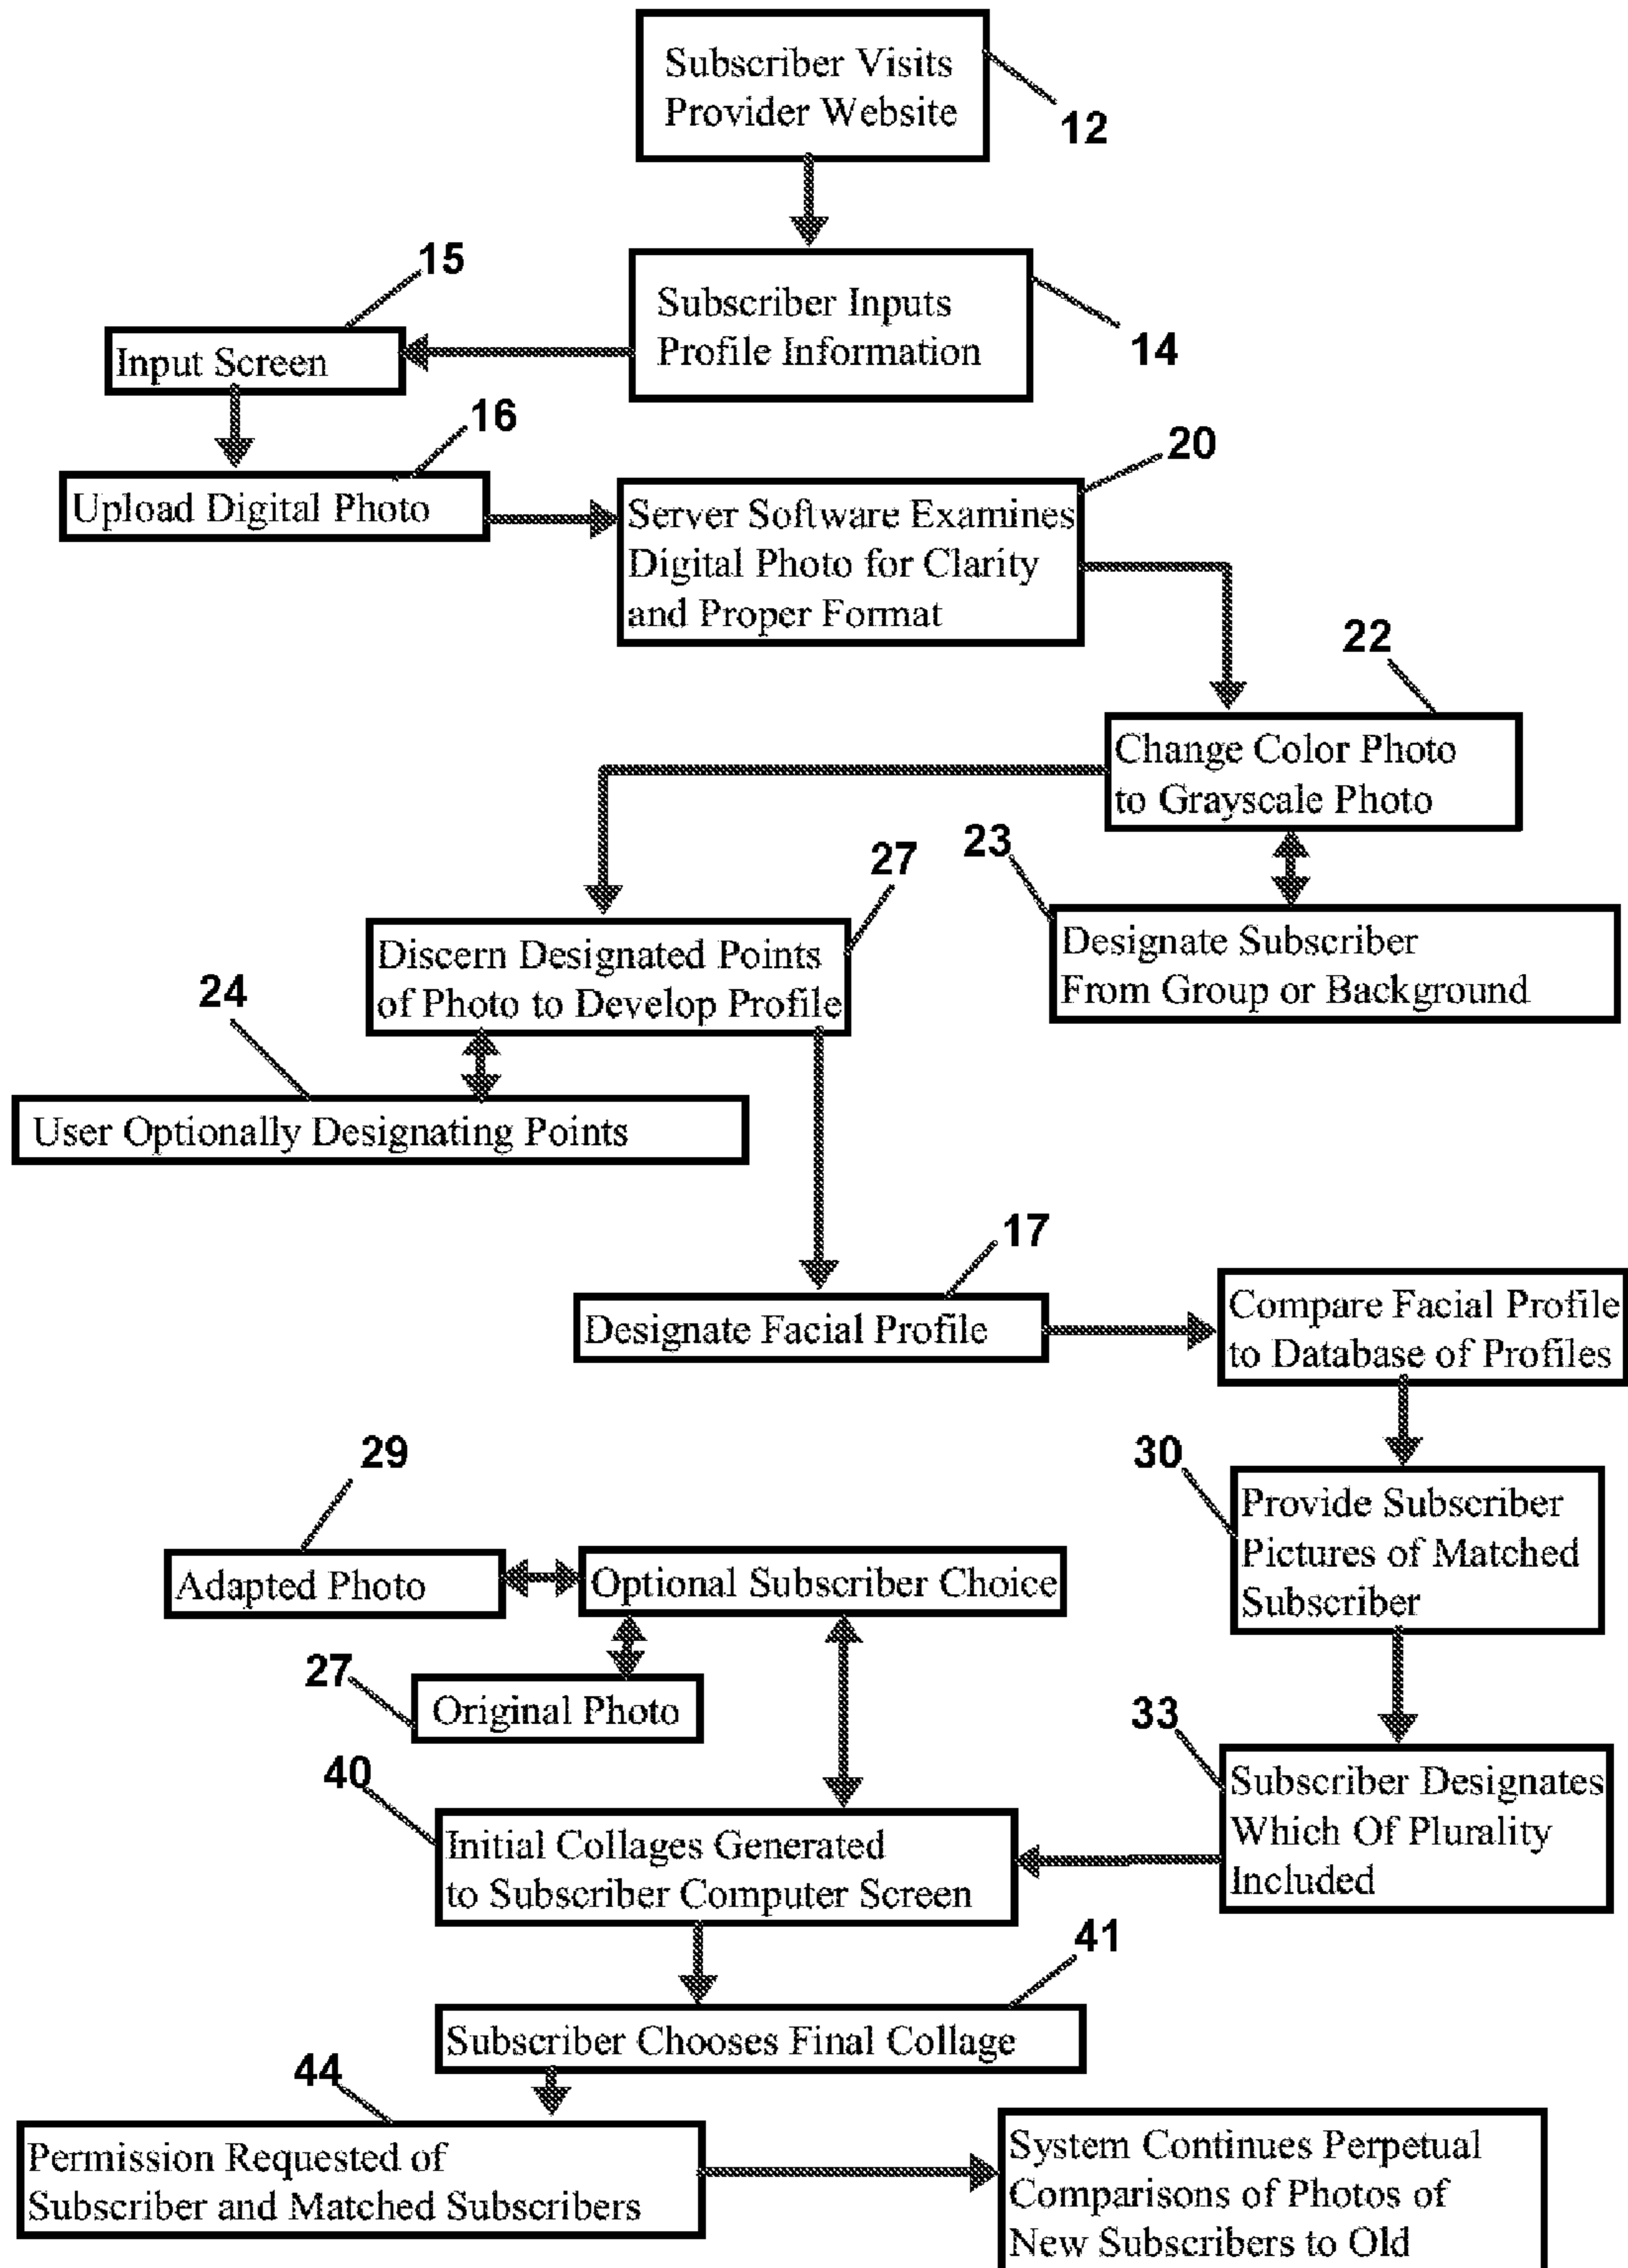 Subscriber Visits
Provider Website
12
Subscriber Inputs
Profile Information
14
15
Input Screen
16
Upload Digital Photo
20
Server Software Examines
Digital Photo for Clarity
and Proper Format
22
Change Color Photo
to Grayscale Photo
23
Designate Subscriber
From Group or Background
27
Discern Designated Points
of Photo to Develop Profile
24
User Optionally Designating Points
17
Designate Facial Profile
Compare Facial Profile
to Database of Profiles
30
Provide Subscriber
Pictures of Matched
Subscriber
29
Adapted Photo
Optional Subscriber Choice
27
Original Photo
33
Subscriber Designates
Which Of Plurality
Included
40
Initial Collages Generated
to Subscriber Computer Screen
41
Subscriber Chooses Final Collage
44
Permission Requested of
Subscriber and Matched Subscribers
System Continues Perpetual
Comparisons of Photos of
New Subscribers to Old